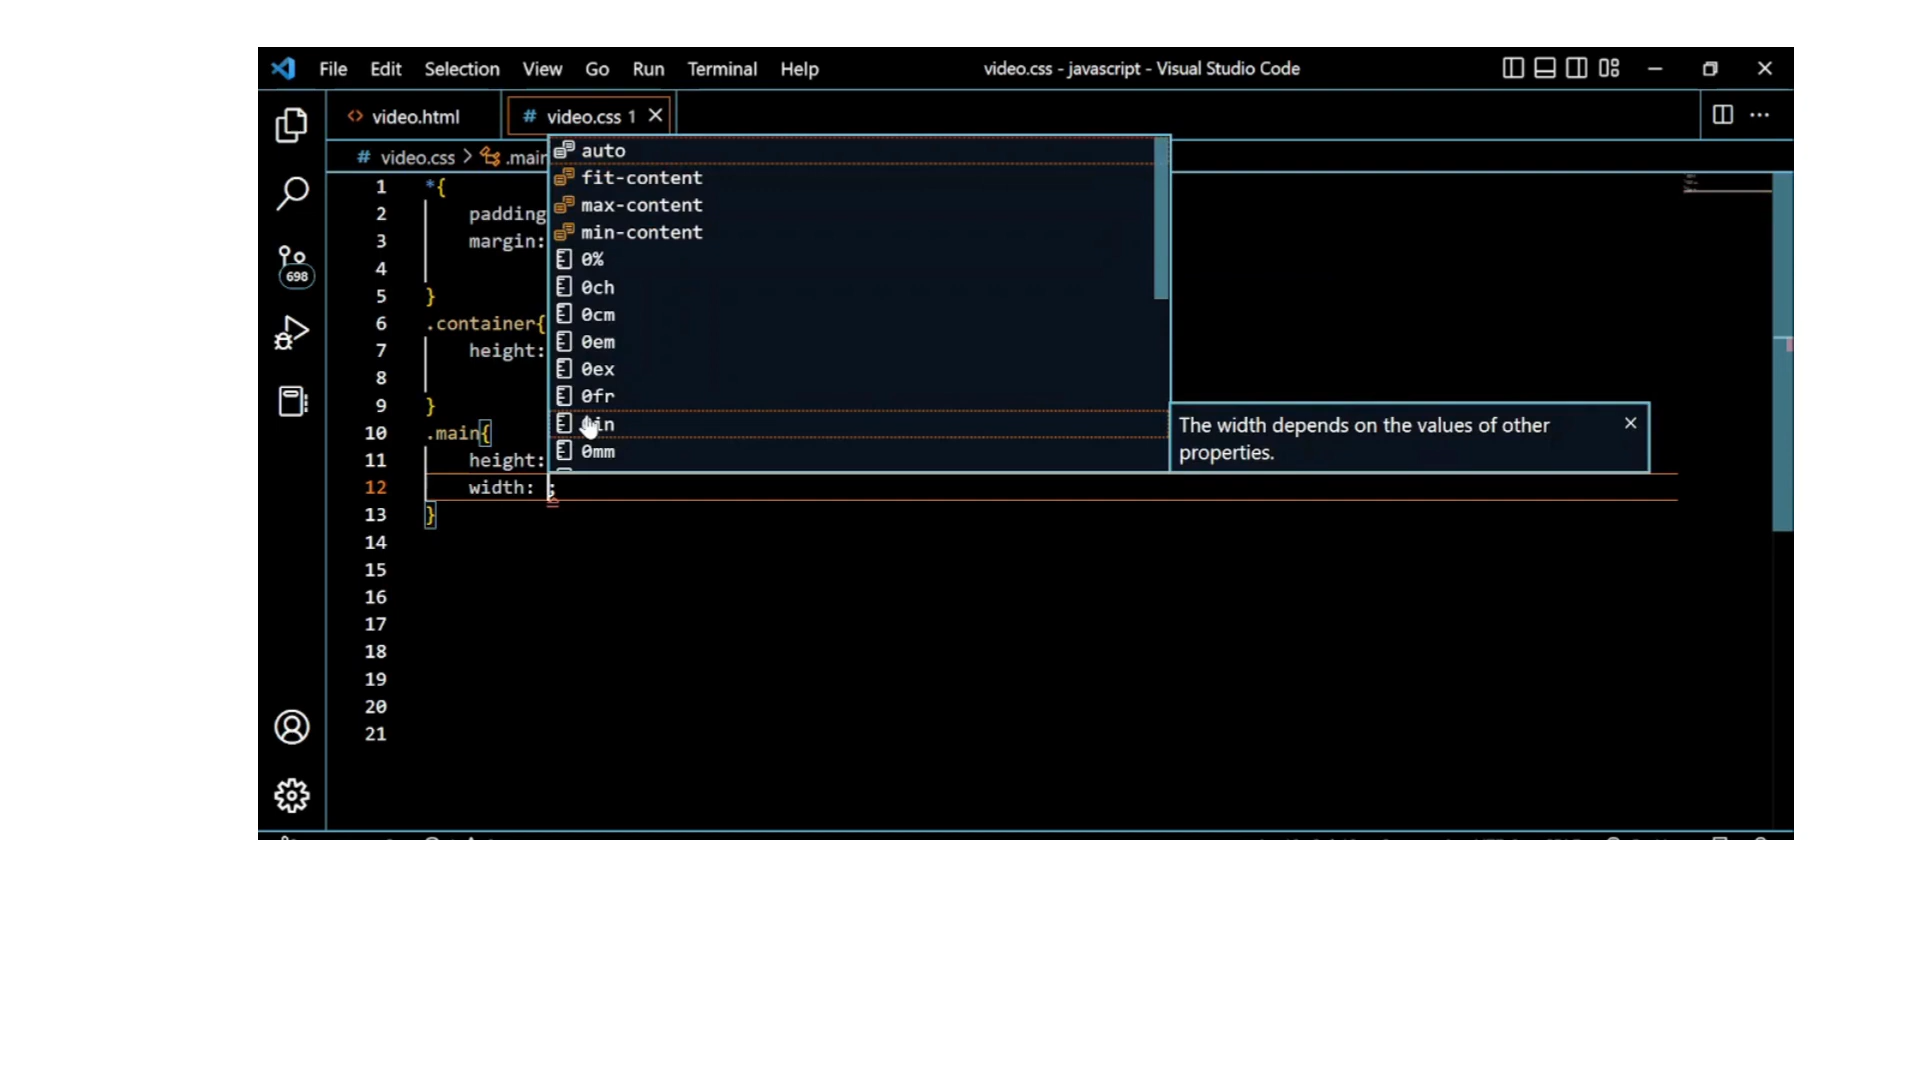 File Edit Selection View Go Run Terminal Help
video.css - javascript - Visual Studio Code
<> video.html
# video.css 1
# video.css > .main
1 *{
2 padding
3 margin:
4
5 }
6 .container{
7 height:
8
9 }
10 .main{
11 height:
12 width: ;
13 }
14
15
16
17
18
19
20
21
698
auto
fit-content
max-content
min-content
0%
0ch
0cm
0em
0ex
0fr
0mm
The width depends on the values of other
properties.